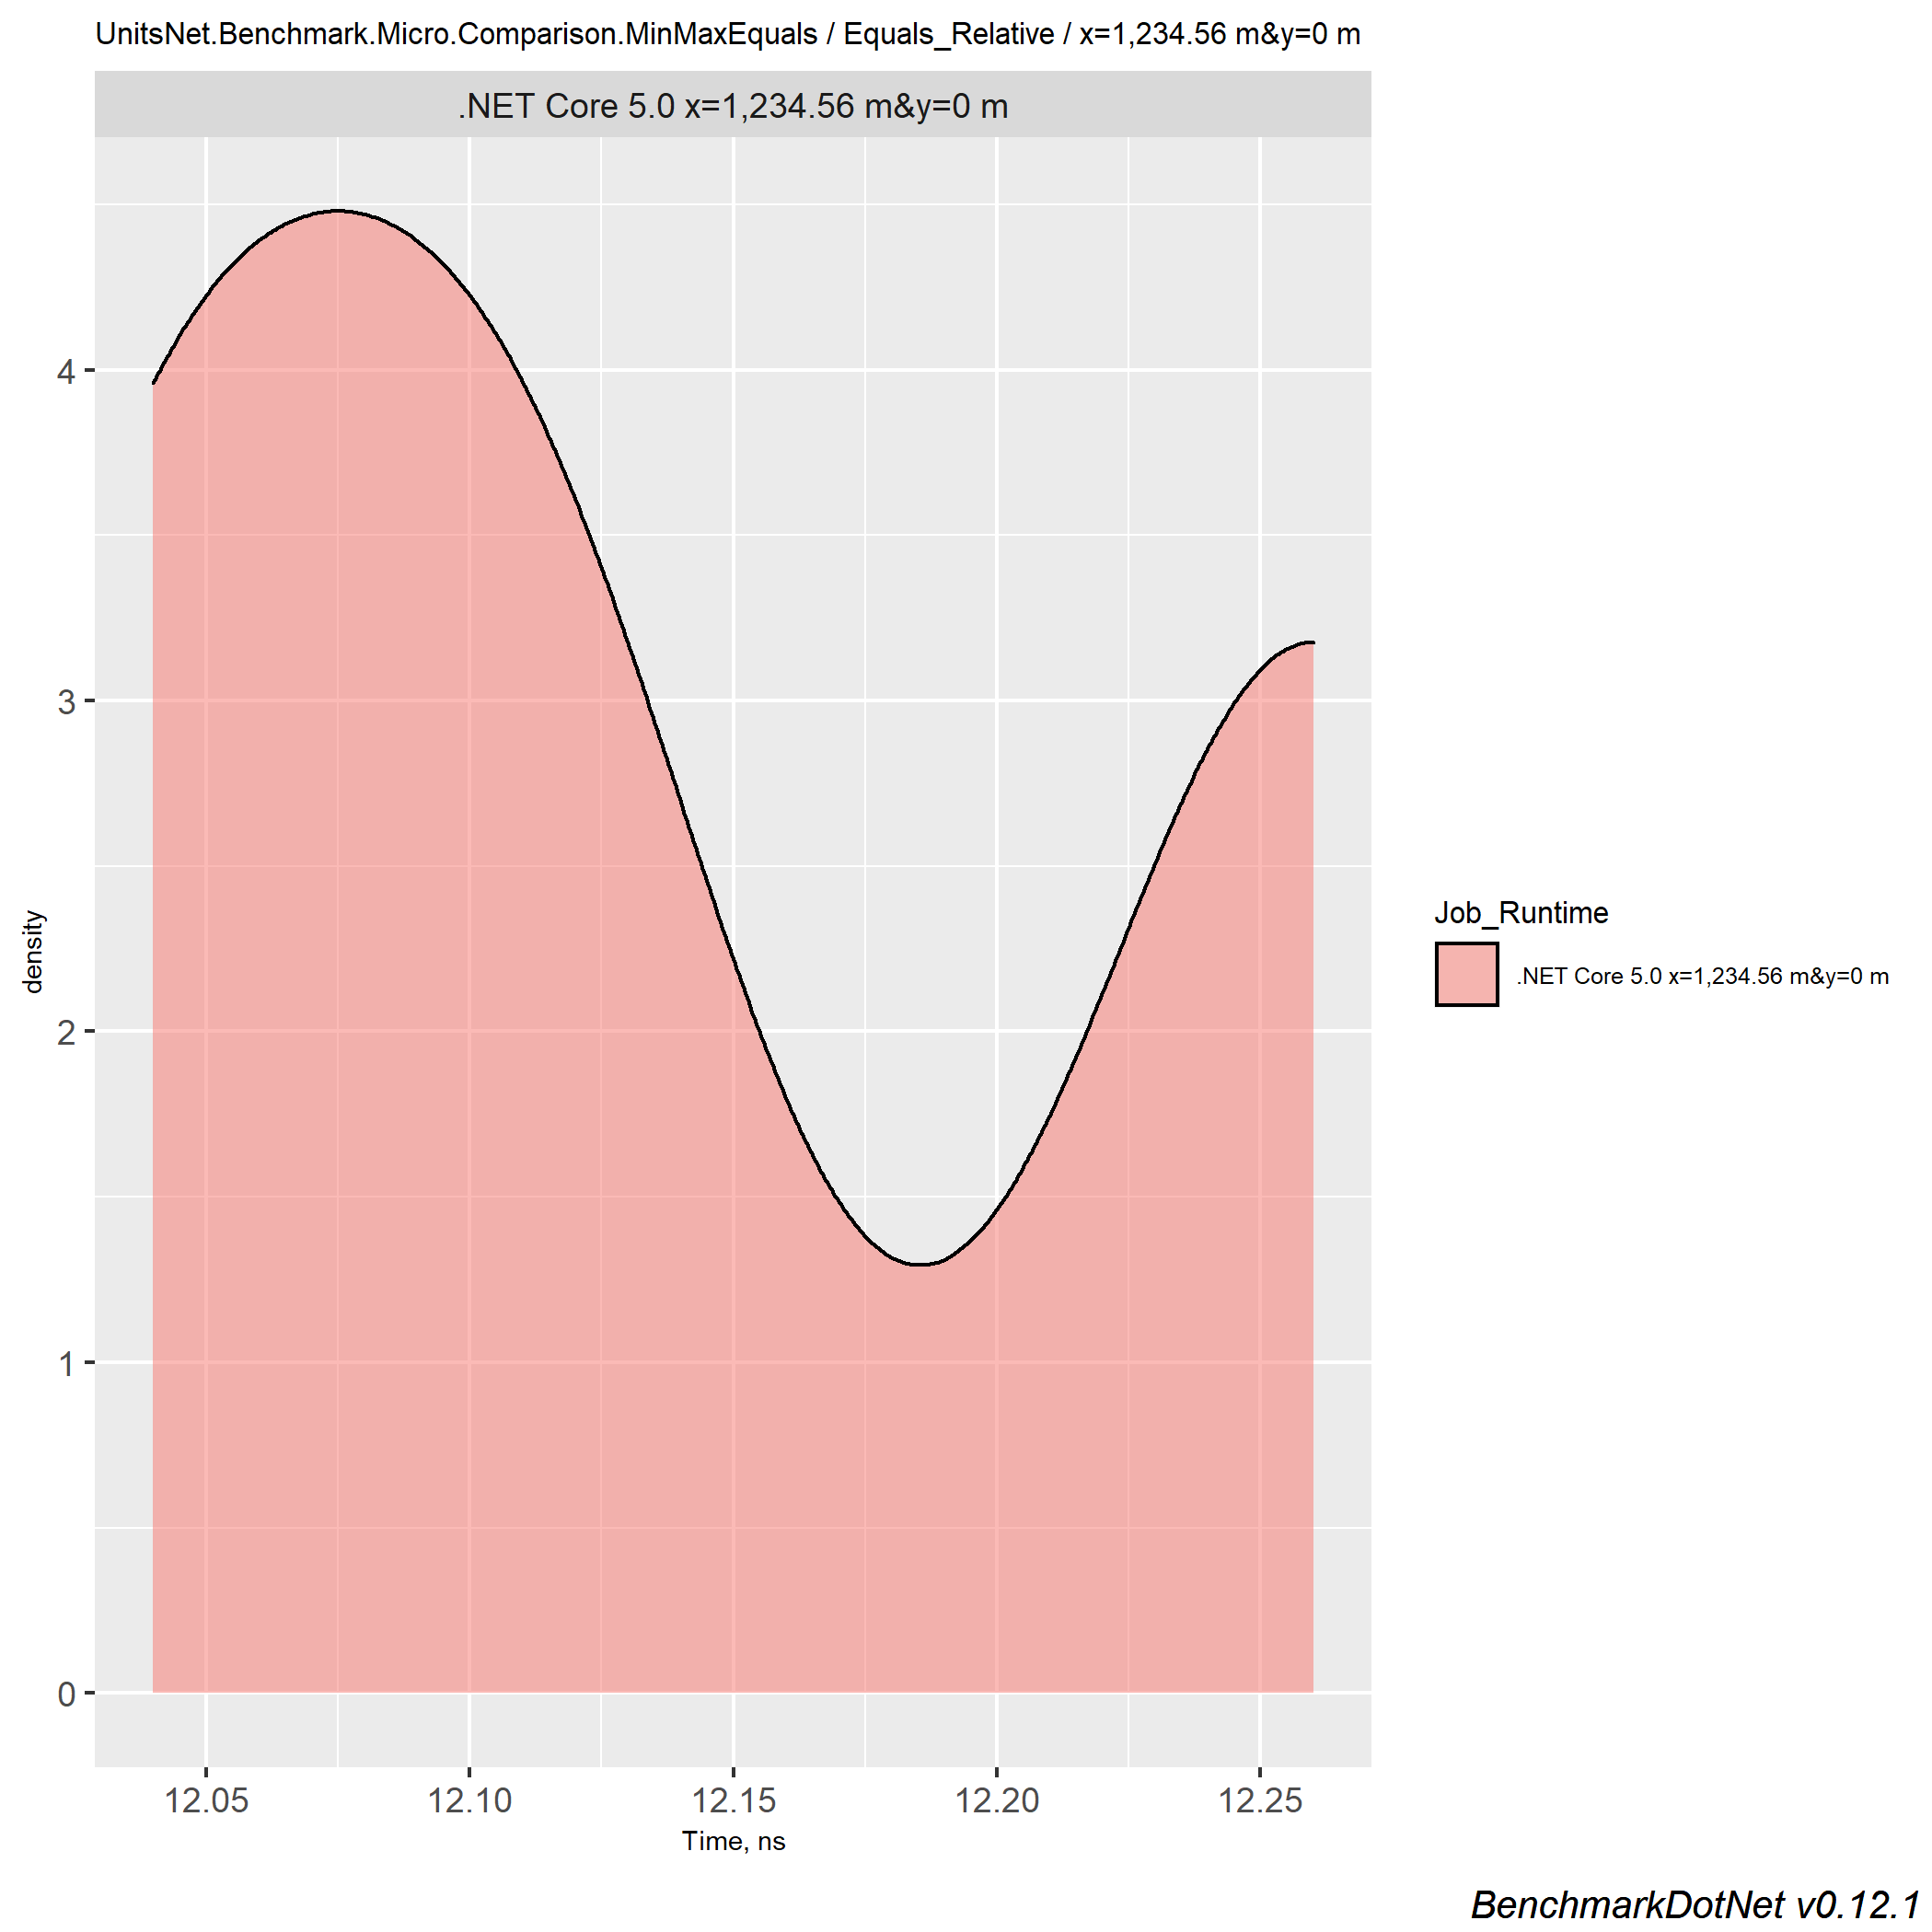 UnitsNet.Benchmark.Micro.Comparison.MinMaxEquals / Equals_Relative / x=1,234.56 m&y=0 m
.NET Core 5.0 x=1,234.56 m&y=0 m
4
3
2
1
0
density
12.05 12.10 12.15 12.20 12.25
Time, ns
Job_Runtime
.NET Core 5.0 x=1,234.56 m&y=0 m
BenchmarkDotNet v0.12.1